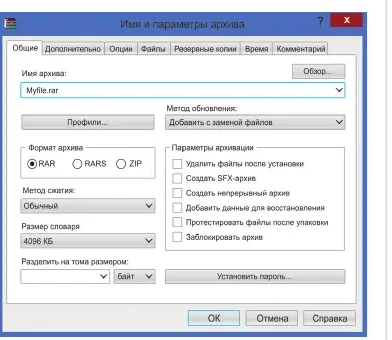 Имя и параметры архива ? x
Общие Дополнительно Опции Файлы Резервные копии Время Комментарий
Имя архива: Обзор...
Myfile.rar
Метод обновления:
Профили... Добавить с заменой файлов
Формат архива Параметры архивации
RAR RARS ZIP Удалить файлы после установки
Создать SFX-архив
Метод сжатия: Создать непрерывный архив
Обычный Добавить данные для восстановления
Протестировать файлы после упаковки
Размер словаря Заблокировать архив
4096 КБ
Разделить на тома размером:
байт Установить пароль...
ОК Отмена Справка